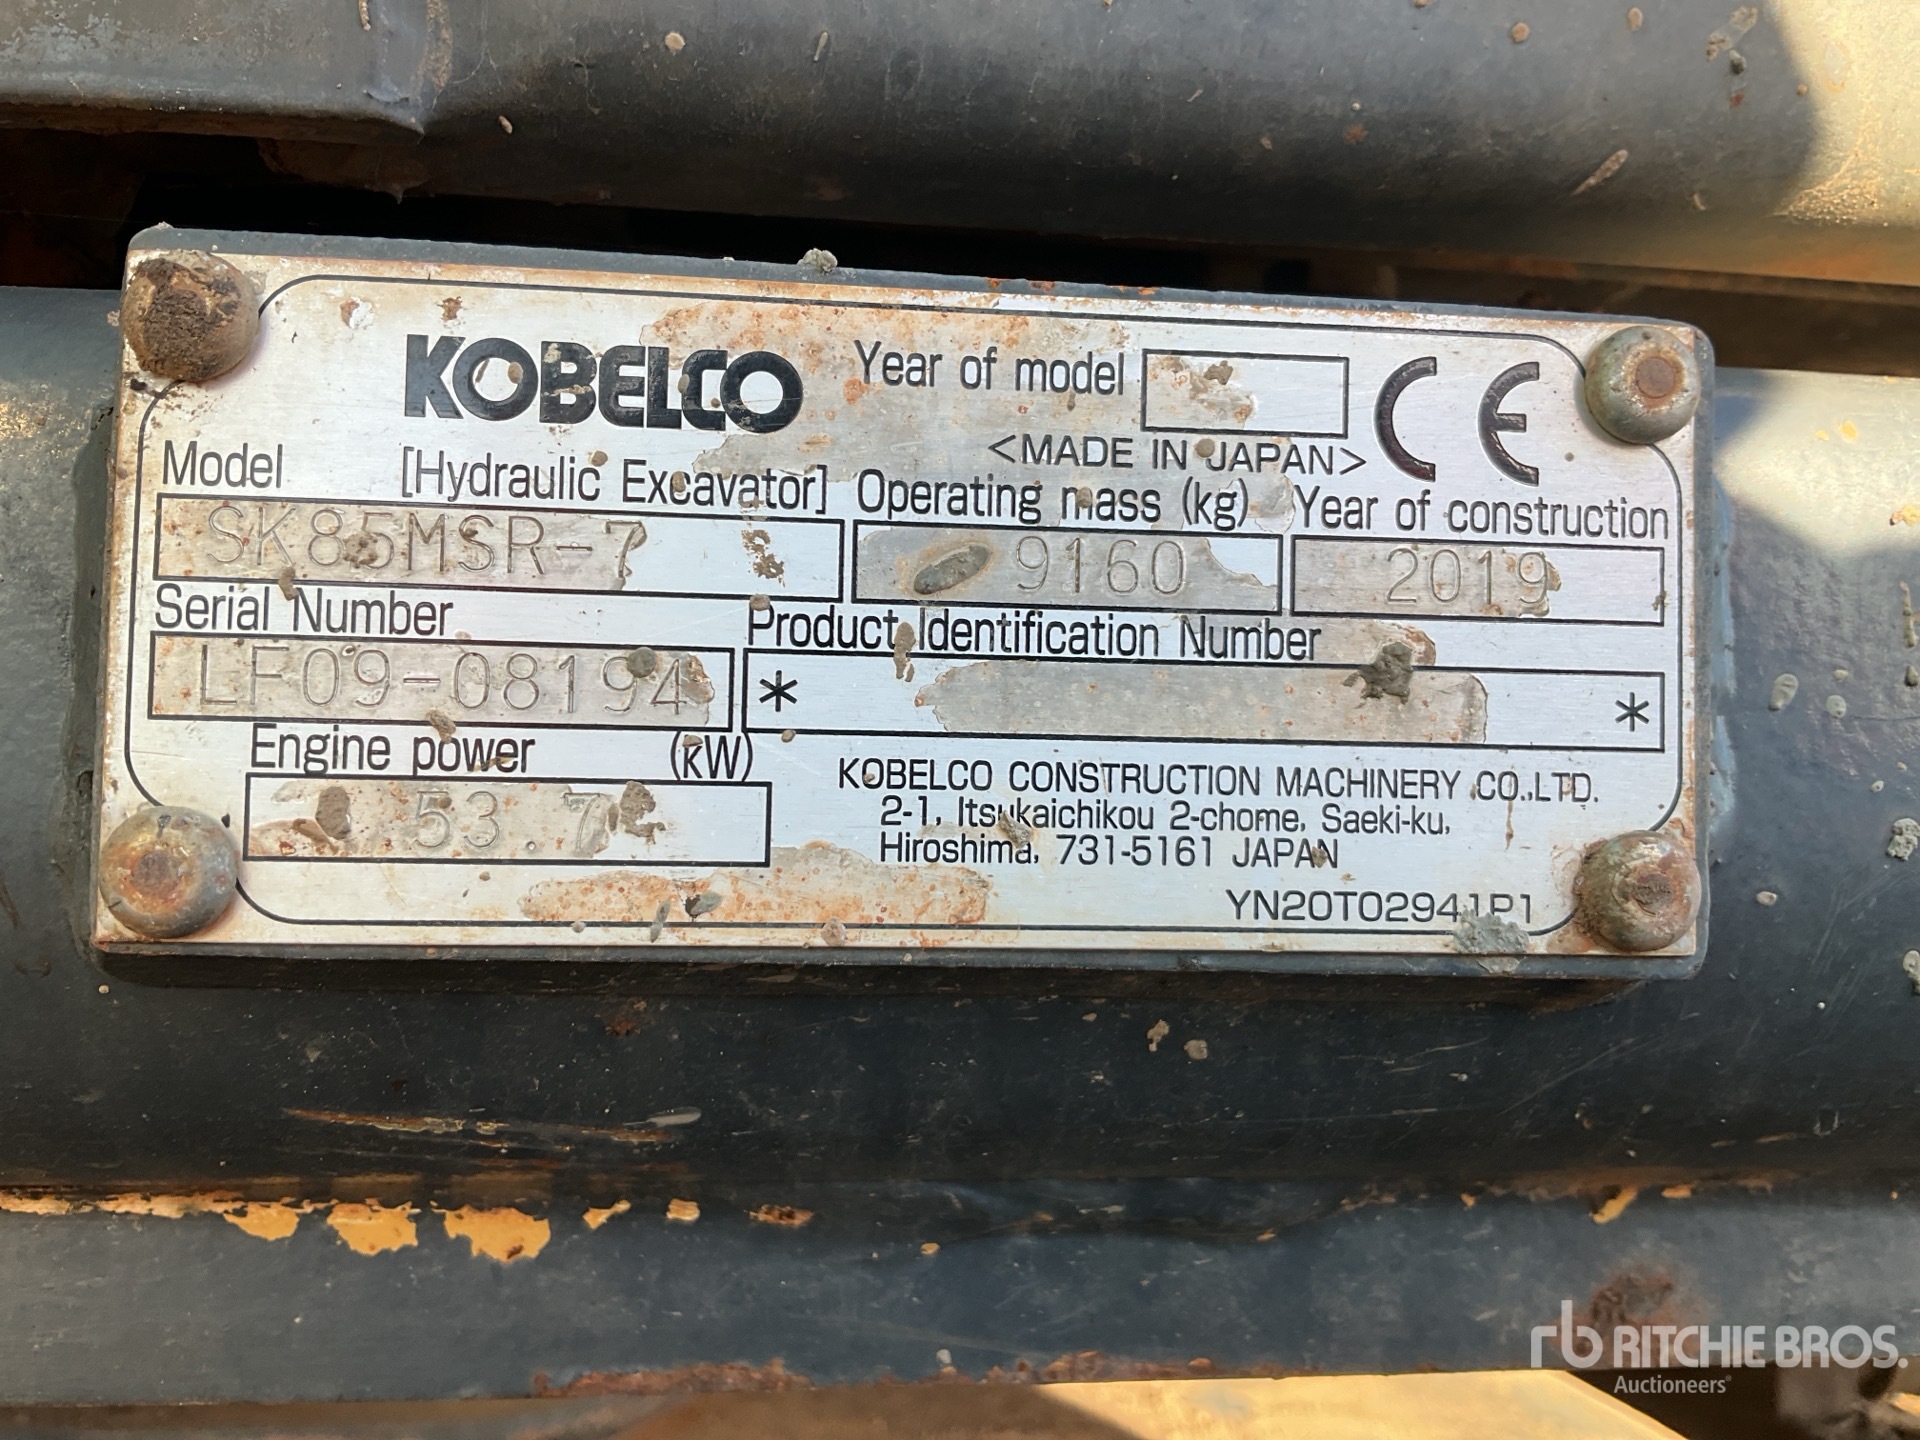 KOBELCO Year of model
CE
<MADE IN JAPAN>
Model [Hydraulic Excavator] Operating mass (kg) Year of construction
SK85MSR-7 9160 2019
Serial Number Product Identification Number
LF09-08194 * *
Engine power (kW)
53.7
KOBELCO CONSTRUCTION MACHINERY CO.,LTD.
2-1, Itsukaichikou 2-chome, Saeki-ku,
Hiroshima, 731-5161 JAPAN
YN20T02941P1
rb RITCHIE BROS.
Auctioneers®